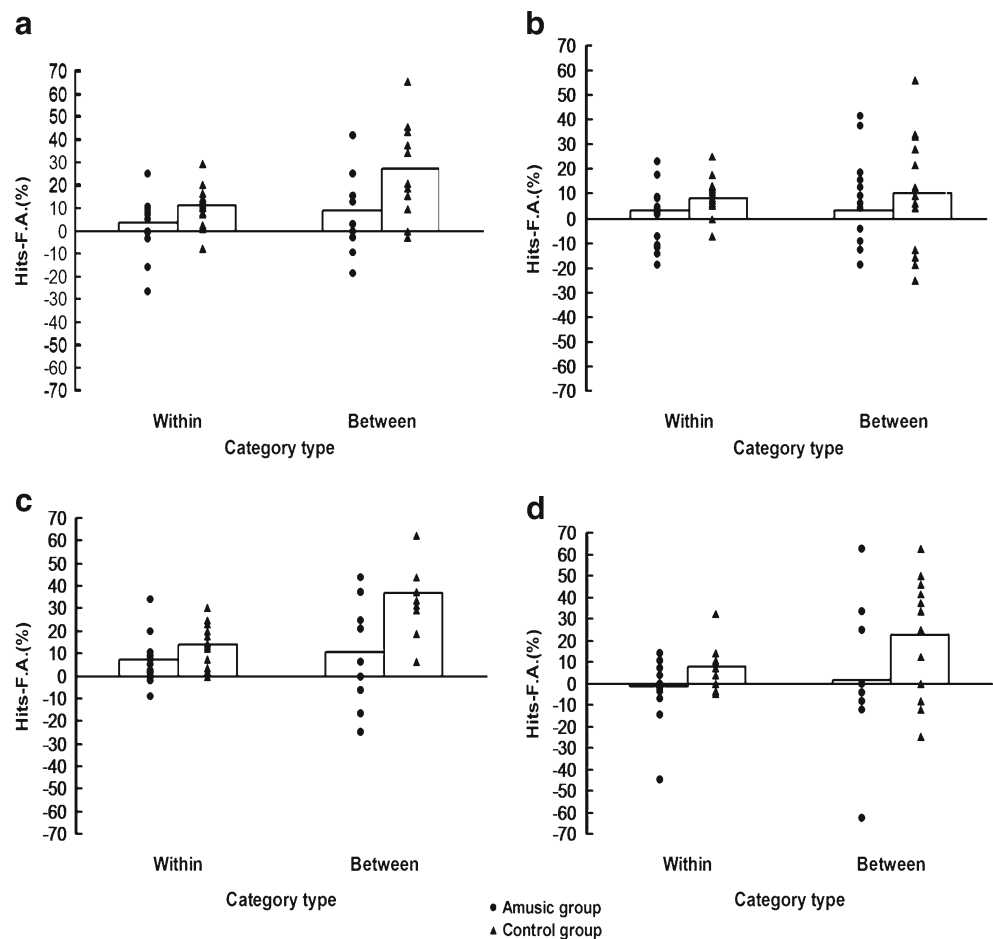 a
70
60
50
40
30
20
10
0
-10
-20
-30
-40
-50
-60
-70
Hits-F.A.(%)
Within
Between
Category type
b
70
60
50
40
30
20
10
0
-10
-20
-30
-40
-50
-60
-70
Hits-F.A.(%)
Within
Between
Category type
c
70
60
50
40
30
20
10
0
-10
-20
-30
-40
-50
-60
-70
Hits-F.A.(%)
Within
Between
Category type
d
70
60
50
40
30
20
10
0
-10
-20
-30
-40
-50
60
-70
Hits-F.A.(%)
Within
Between
Category type
Amusic group
Control group